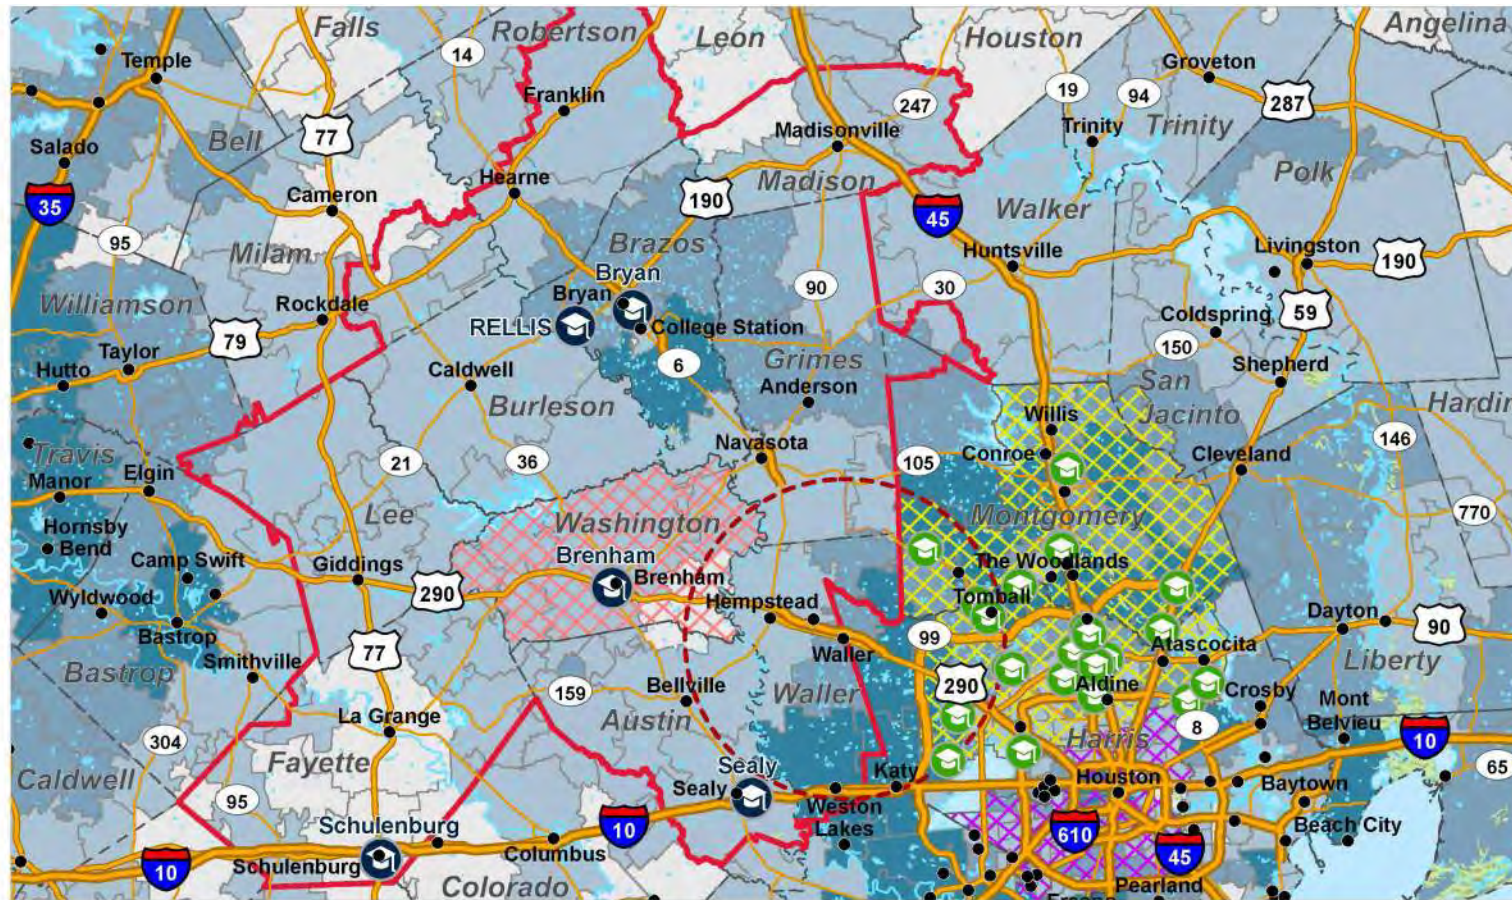 Falls
Robertson
Leon
Houston
Angelina
14
Temple
Groveton
19
94
287
Franklin
247
77
Madisonville
Trinity
Trinity
Bell
Salado
Hearne
Polk
Madison
35
Cameron
190
45
Walker
95
Milam
Brazos
Huntsville
Livingston
190
Bryan
Williamson
Rockdale
Bryan
90
30
59
RELLIS
College Station
Coldspring
79
150
Taylor
Grimes
Hutto
Caldwell
6
Anderson
Shepherd
San
Jacinto
Burleson
Willis
Hardin
Travis
Navasota
146
Elgin
21
36
105
Conroe
Cleveland
Manor
Lee
Washington
Montgomery
770
Hornsby
Bend
Brenham
Camp Swift
Giddings
Brenham
The Woodlands
290
Wyldwood
Hempstead
Tomball
Dayton
90
Bastrop
99
Atascocita
77
Waller
Liberty
Bastrop
Smithville
Bellville
Waller
290
Aldine
Crosby
159
Mont
Belvieu
La Grange
Austin
8
304
Harris
10
Fayette
Sealy
Katy
65
Caldwell
Houston
Baytown
95
Sealy
Weston
Lakes
Schulenburg
10
610
Beach City
45
Schulenburg
Columbus
10
Colorado
Pearland
Fresno